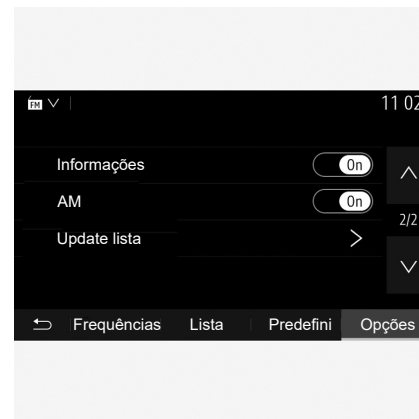 FM 11 02
Informações On
AM On
2/2
Update lista
Frequências Lista Predefini Opções